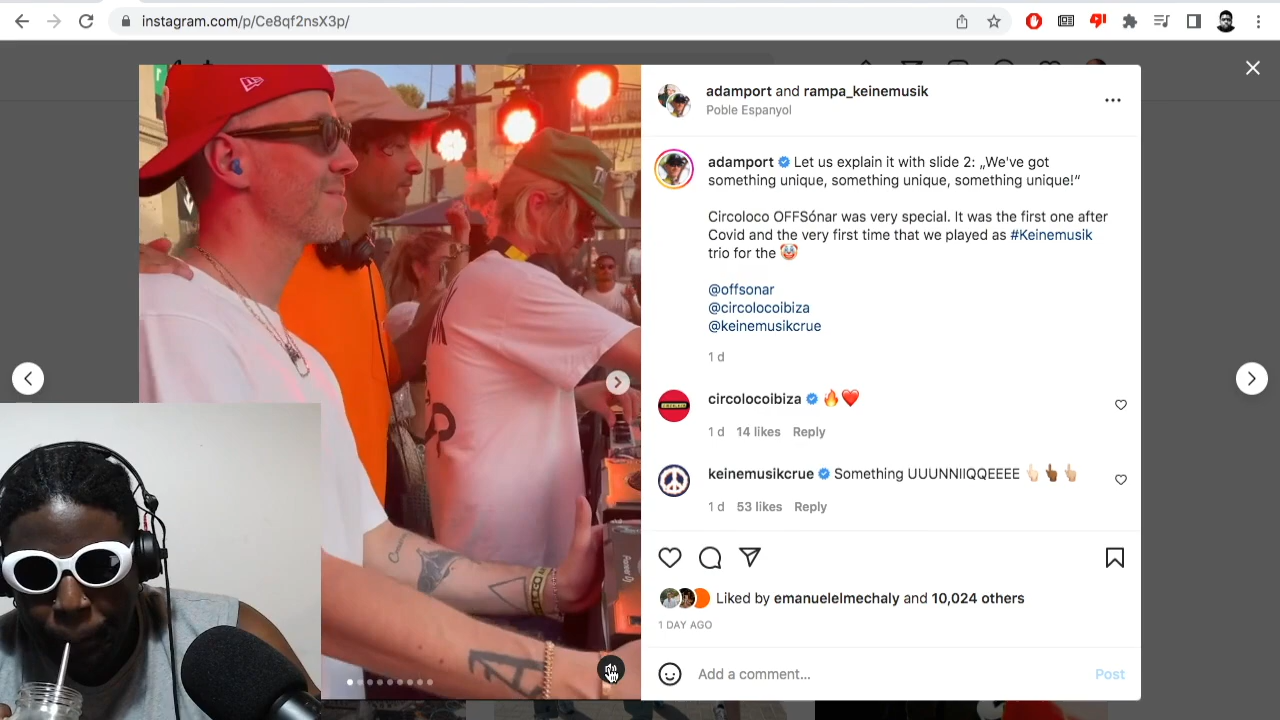 instagram.com/p/Ce8qf2nsX3p/
adamport and rampa_keinemusik
Poble Espanyol
adamport Let us explain it with slide 2: „We've got
something unique, something unique, something unique!“
Circoloco OFFSónar was very special. It was the first one after
Covid and the very first time that we played as #Keinemusik
trio for the 🤡
@offsonar
@circolocoibiza
@keinemusikcrue
1 d
circolocoibiza 🔥❤️
1 d 14 likes Reply
keinemusikcrue Something UUUNNIIQQEEEE 👆🏻👆🏾👆🏼
1 d 53 likes Reply
Liked by emanuelelmechaly and 10,024 others
1 DAY AGO
Add a comment... Post
A